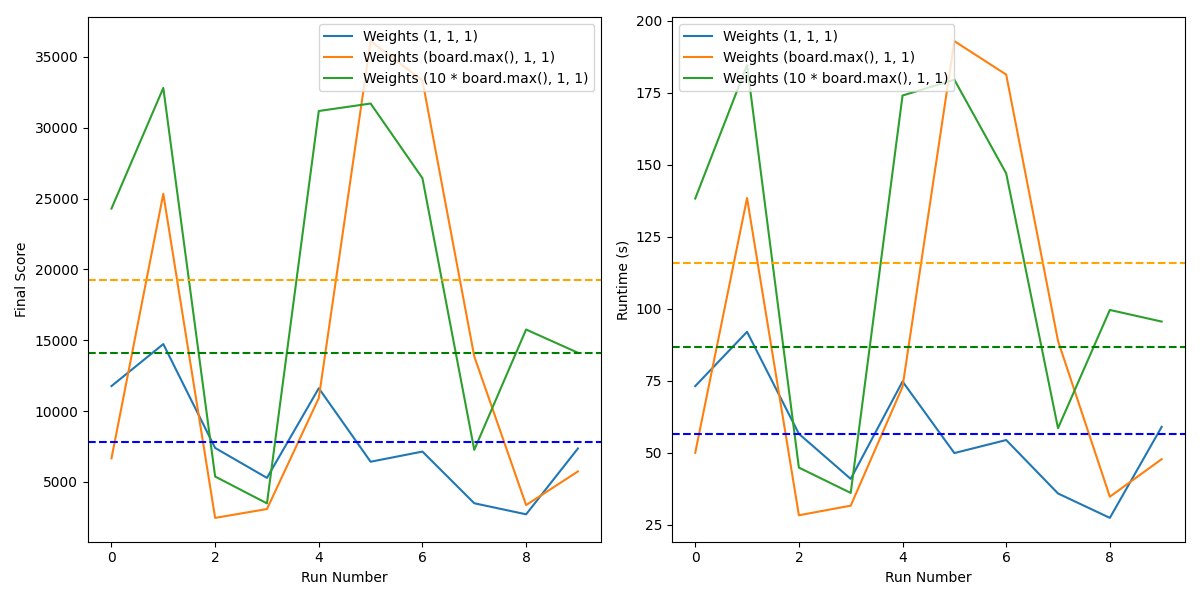 Weights (1, 1, 1)
Weights (board.max(), 1, 1)
Weights (10 * board.max(), 1, 1)
35000
30000
25000
20000
15000
10000
5000
Final Score
0
2
4
6
8
Run Number
Weights (1, 1, 1)
Weights (board.max(), 1, 1)
Weights (10 * board.max(), 1, 1)
200
175
150
125
100
75
50
25
Runtime (s)
0
2
4
6
8
Run Number